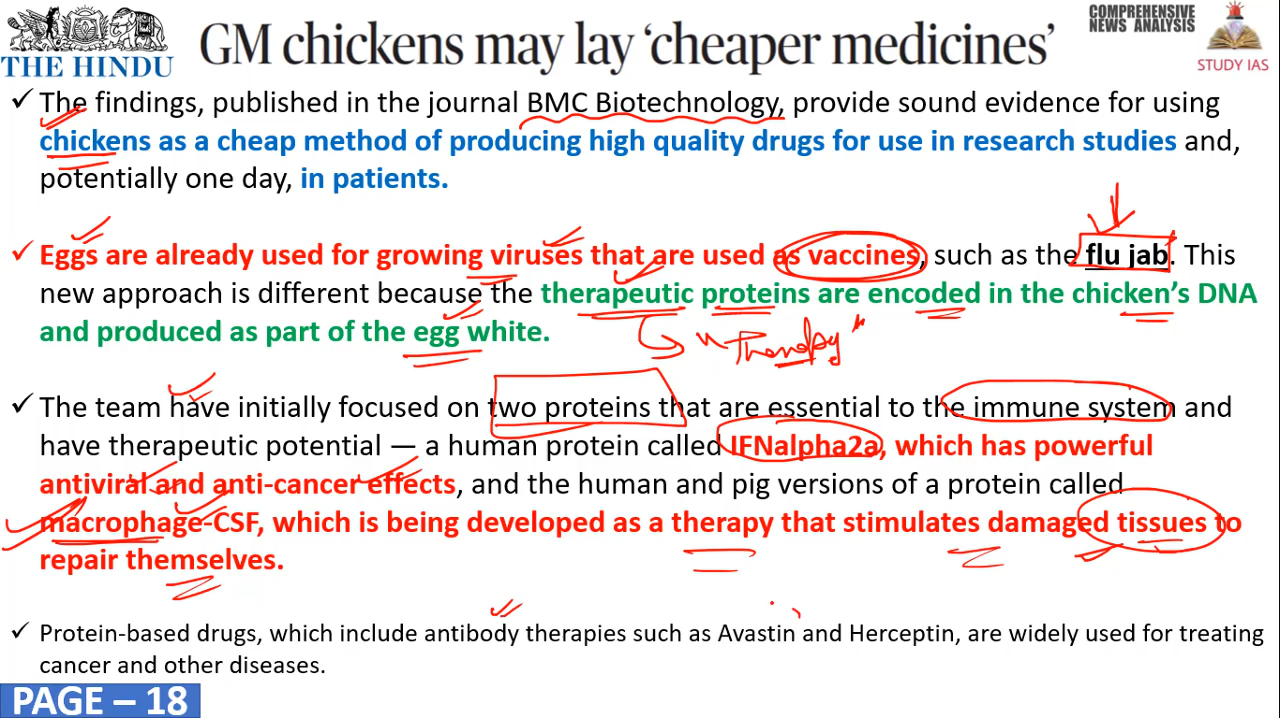 THE HINDU
GM chickens may lay ‘cheaper medicines’
COMPREHENSIVE
NEWS ANALYSIS
STUDY IAS
✓ The findings, published in the journal BMC Biotechnology, provide sound evidence for using
chickens as a cheap method of producing high quality drugs for use in research studies and,
potentially one day, in patients.
✓ Eggs are already used for growing viruses that are used as vaccines, such as the flu jab. This
new approach is different because the therapeutic proteins are encoded in the chicken’s DNA
and produced as part of the egg white.
"Therapy"
✓ The team have initially focused on two proteins that are essential to the immune system and
have therapeutic potential — a human protein called IFNalpha2a, which has powerful
antiviral and anti-cancer effects, and the human and pig versions of a protein called
macrophage-CSF, which is being developed as a therapy that stimulates damaged tissues to
repair themselves.
✓ Protein-based drugs, which include antibody therapies such as Avastin and Herceptin, are widely used for treating
cancer and other diseases.
PAGE – 18